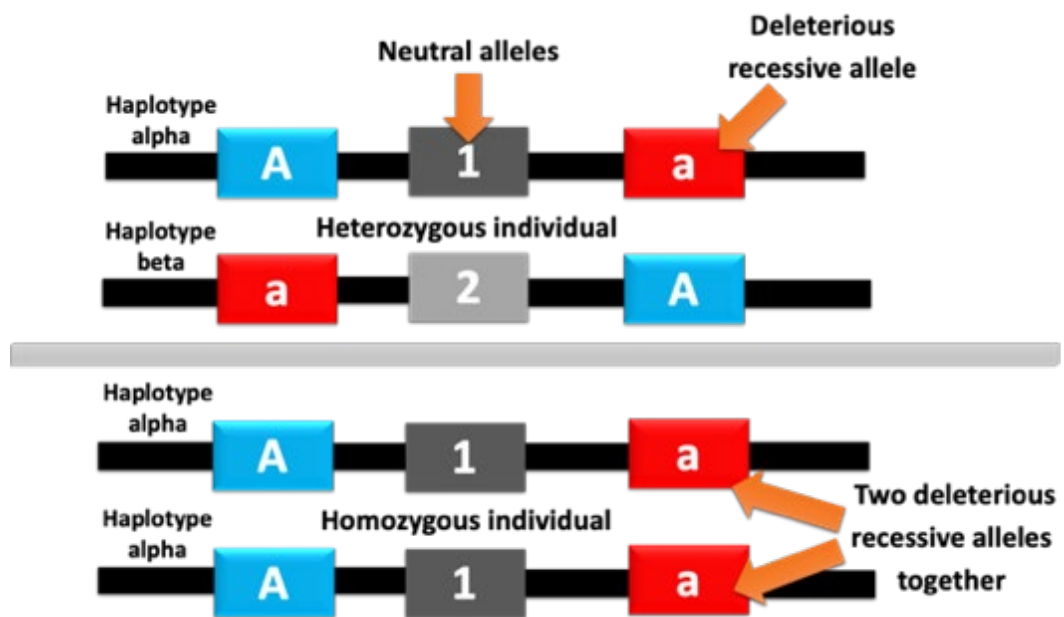 Neutral alleles
Deleterious
recessive allele
Haplotype
alpha
A
1
a
Haplotype
beta
Heterozygous individual
a
2
A
Haplotype
alpha
A
1
a
Haplotype
alpha
Homozygous individual
A
1
a
Two deleterious
recessive alleles
together